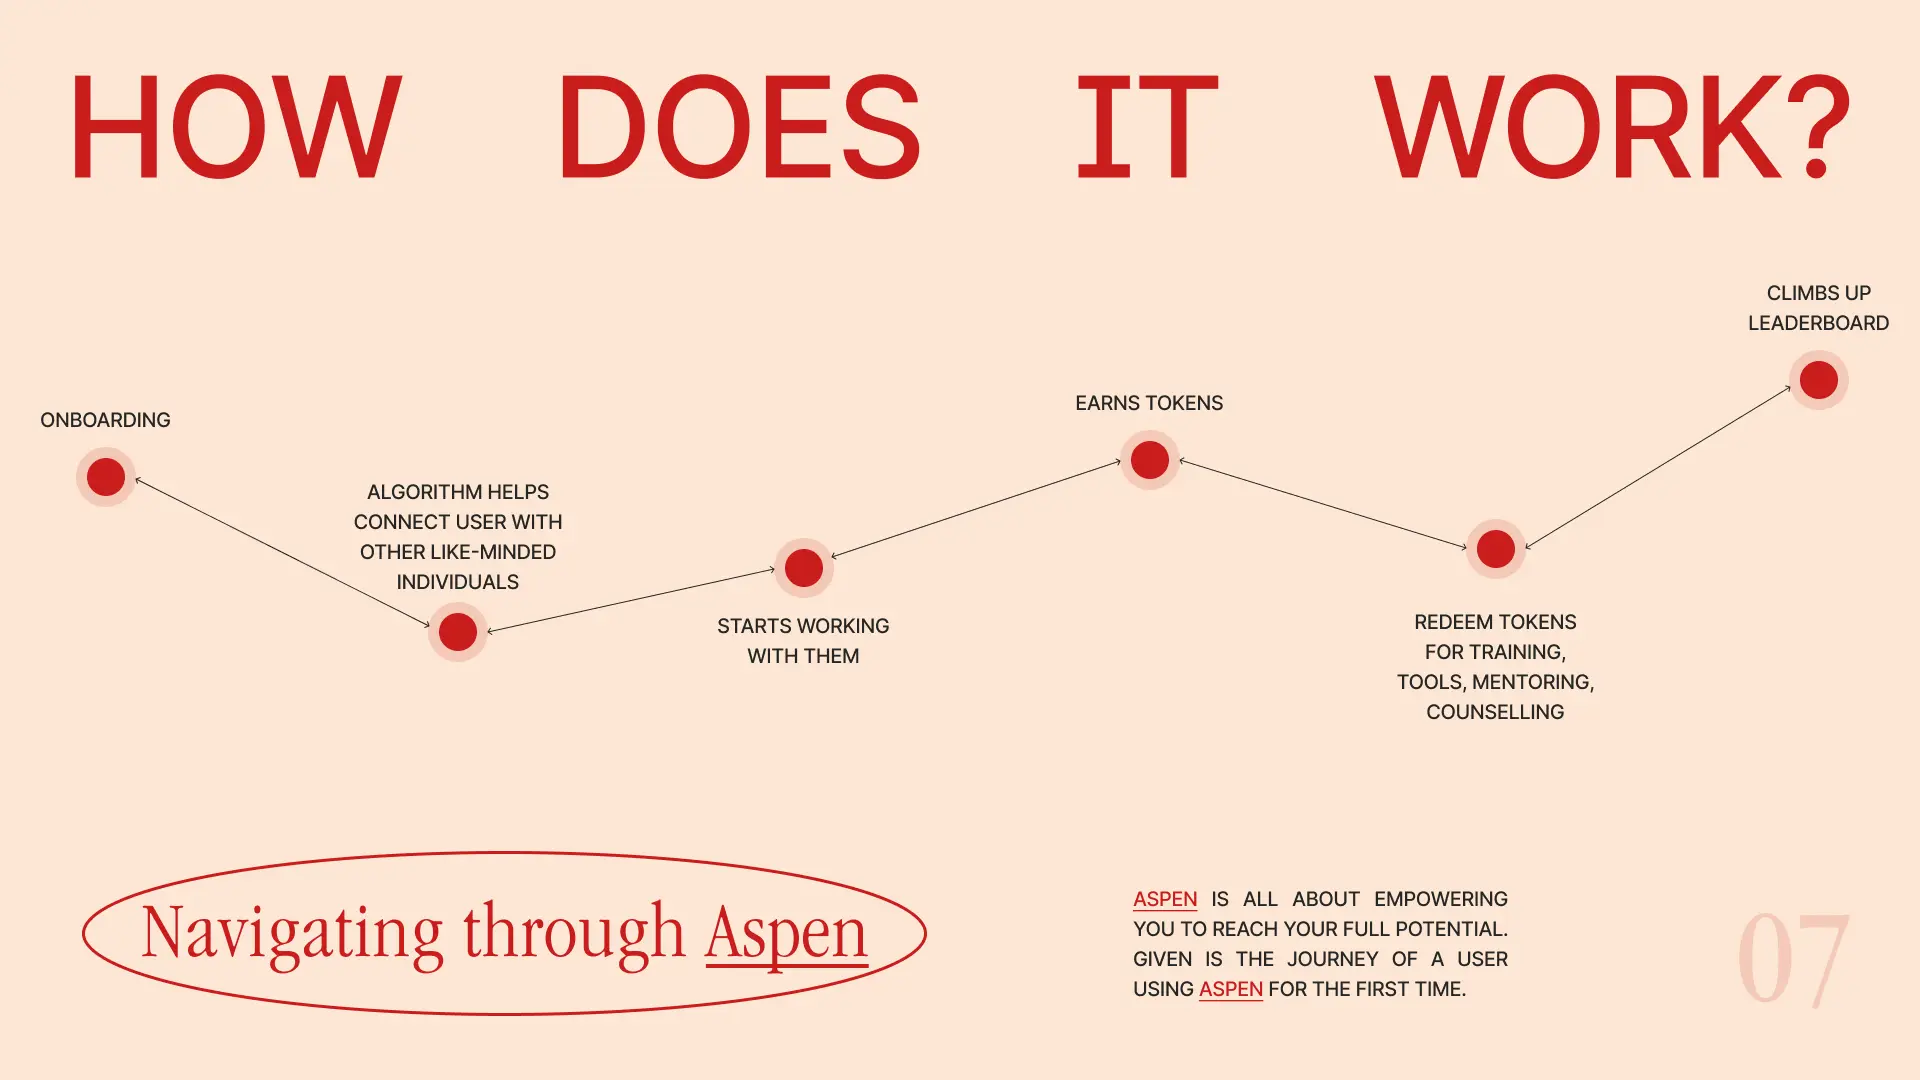 HOW DOES IT WORK?
ONBOARDING
ALGORITHM HELPS
CONNECT USER WITH
OTHER LIKE-MINDED
INDIVIDUALS
STARTS WORKING
WITH THEM
EARNS TOKENS
REDEEM TOKENS
FOR TRAINING,
TOOLS, MENTORING,
COUNSELLING
CLIMBS UP
LEADERBOARD
Navigating through Aspen
ASPEN IS ALL ABOUT EMPOWERING
YOU TO REACH YOUR FULL POTENTIAL.
GIVEN IS THE JOURNEY OF A USER
USING ASPEN FOR THE FIRST TIME.
07